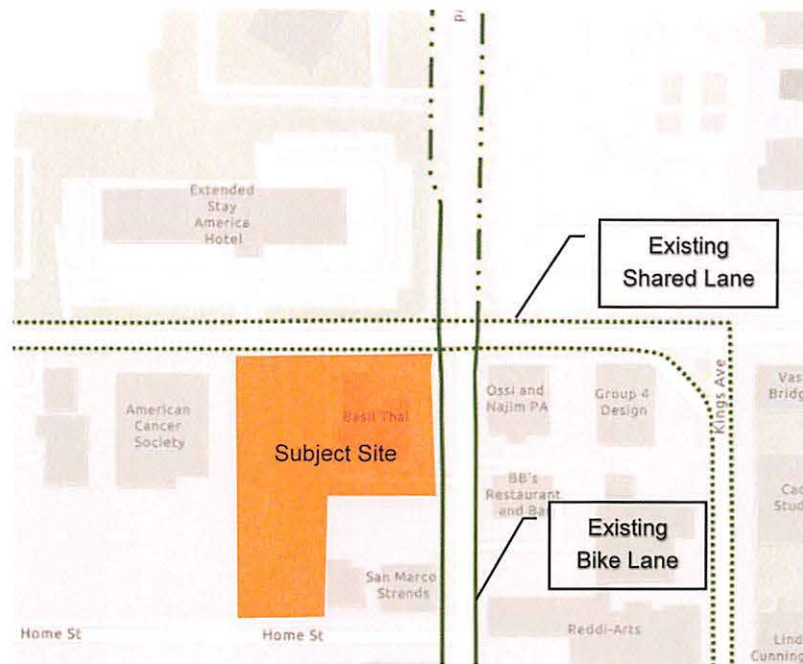 Extended
Stay
America
Hotel
Existing
Shared Lane
American
Cancer
Society
Basil Thai
Subject Site
Ossi and
Najim PA
Group 4
Design
Kings Ave
BB's
Restaurant
and Bar
Existing
Bike Lane
San Marco
Strands
Home St
Home St
Reddi-Arts